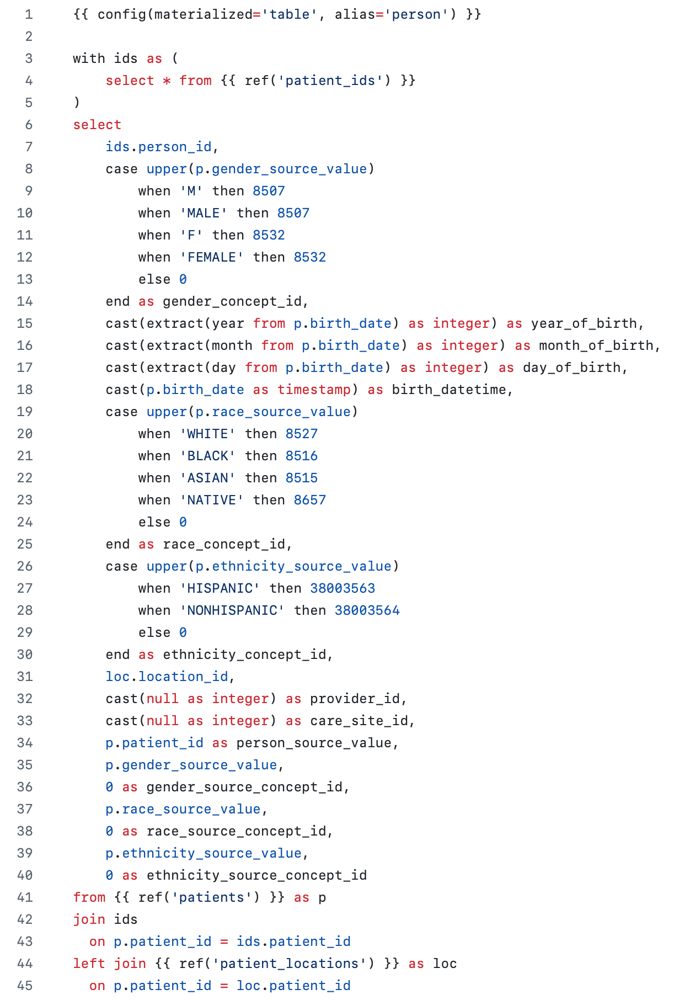 1 {{ config(materialized='table', alias='person') }}
2
3 with ids as (
4     select * from {{ ref('patient_ids') }}
5 )
6 select
7     ids.person_id,
8     case upper(p.gender_source_value)
9         when 'M' then 8507
10         when 'MALE' then 8507
11         when 'F' then 8532
12         when 'FEMALE' then 8532
13         else 0
14     end as gender_concept_id,
15     cast(extract(year from p.birth_date) as integer) as year_of_birth,
16     cast(extract(month from p.birth_date) as integer) as month_of_birth,
17     cast(extract(day from p.birth_date) as integer) as day_of_birth,
18     cast(p.birth_date as timestamp) as birth_datetime,
19     case upper(p.race_source_value)
20         when 'WHITE' then 8527
21         when 'BLACK' then 8516
22         when 'ASIAN' then 8515
23         when 'NATIVE' then 8657
24         else 0
25     end as race_concept_id,
26     case upper(p.ethnicity_source_value)
27         when 'HISPANIC' then 38003563
28         when 'NONHISPANIC' then 38003564
29         else 0
30     end as ethnicity_concept_id,
31     loc.location_id,
32     cast(null as integer) as provider_id,
33     cast(null as integer) as care_site_id,
34     p.patient_id as person_source_value,
35     p.gender_source_value,
36     0 as gender_source_concept_id,
37     p.race_source_value,
38     0 as race_source_concept_id,
39     p.ethnicity_source_value,
40     0 as ethnicity_source_concept_id
41 from {{ ref('patients') }} as p
42 join ids
43   on p.patient_id = ids.patient_id
44 left join {{ ref('patient_locations') }} as loc
45   on p.patient_id = loc.patient_id